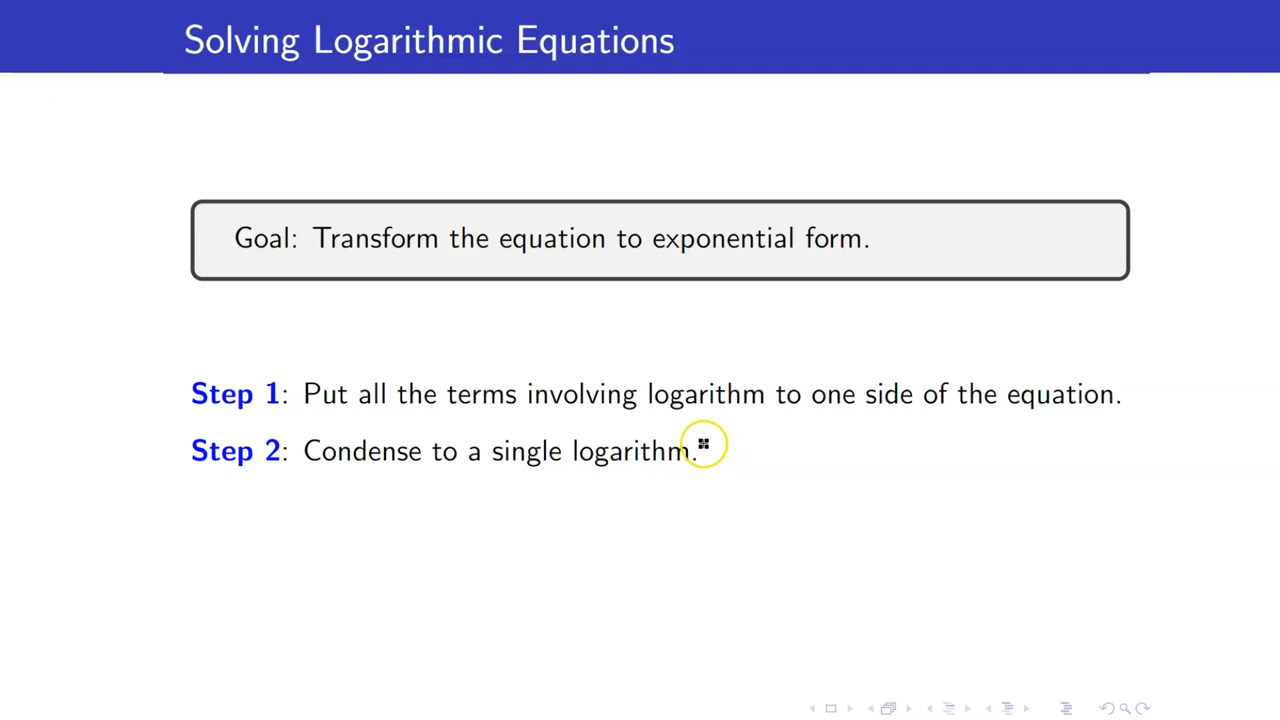 Solving Logarithmic Equations
Goal: Transform the equation to exponential form.
Step 1: Put all the terms involving logarithm to one side of the equation.
Step 2: Condense to a single logarithm.